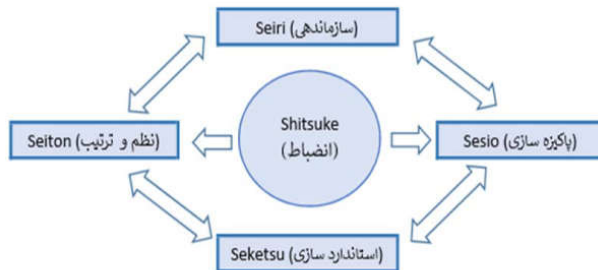 Seiri (سازماندهی)
Shitsuke
(انضباط)
Seiton (نظم و ترتیب)
Sesio (پاکیزه سازی)
Seketsu (استاندارد سازی)